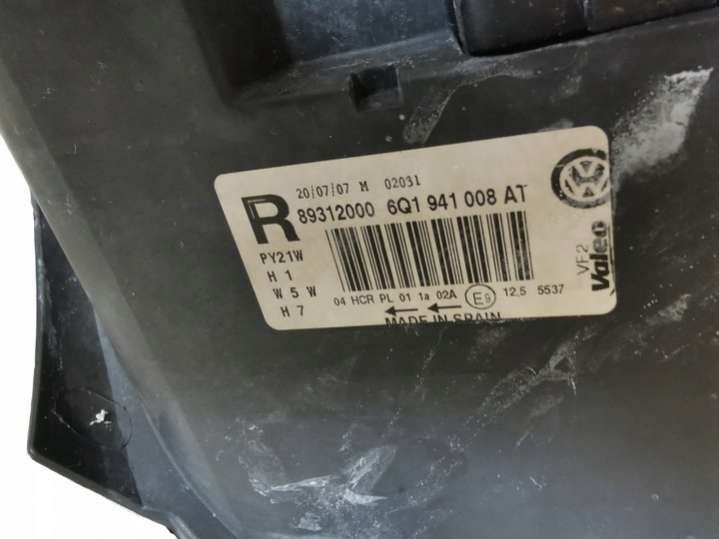 20/07/07 M 02031
R 89312000 6Q1 941 008 AT
PY21W
H 1
W 5 W
H 7
04 HCR PL 01 1a 02A E9 12,5 5537
MADE IN SPAIN
VF2
Valeo